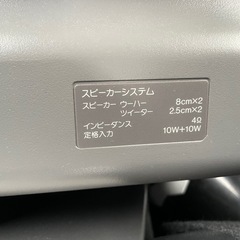 スピーカーシステム
スピーカー ウーハー 8cm×2
ツイーター 2.5cm×2
インピーダンス 4Ω
定格入力 10W+10W